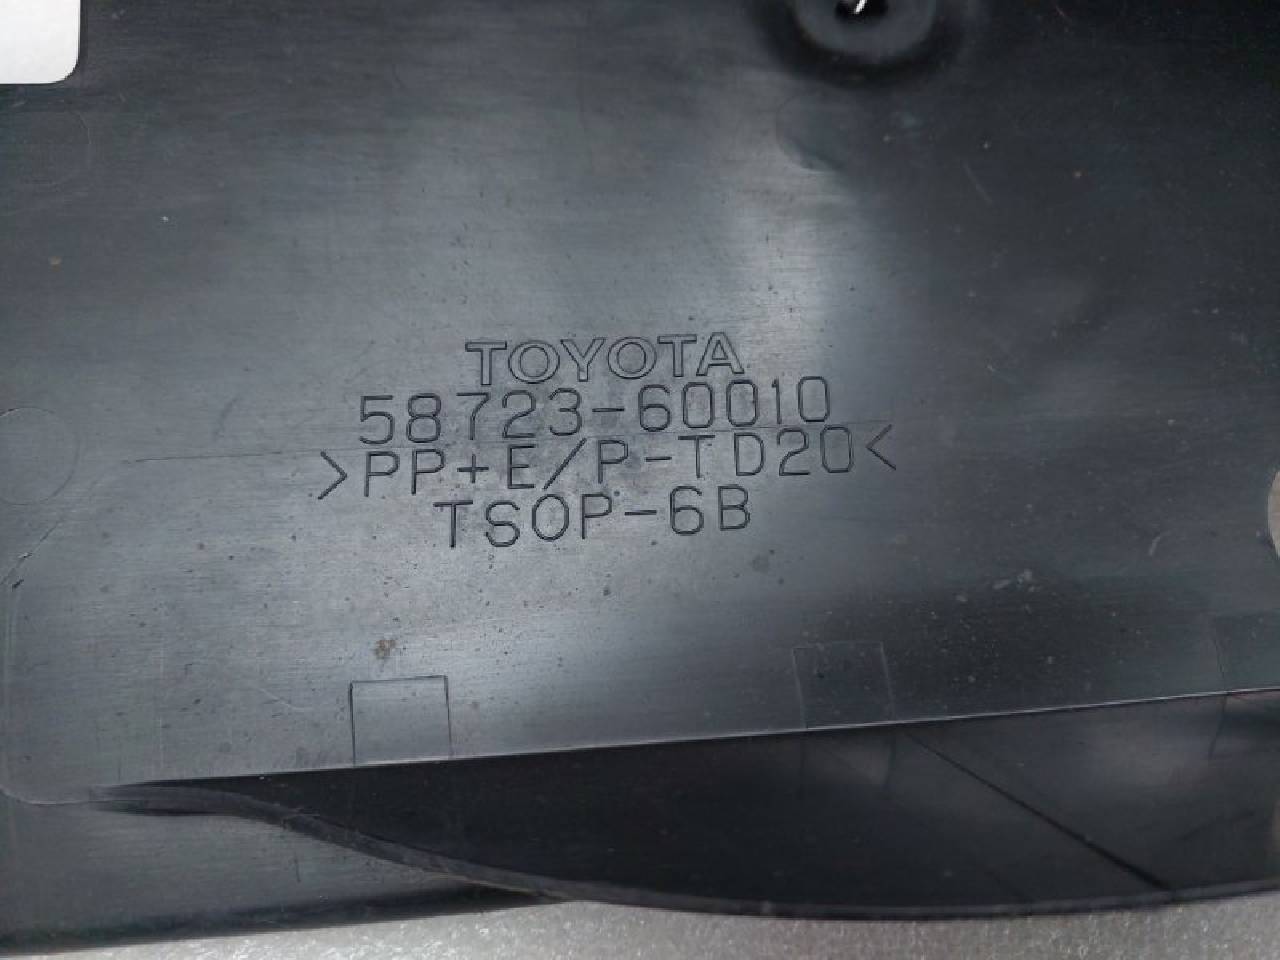 TOYOTA
58723-60010
>PP+E/P-TD20<
TSOP-6B